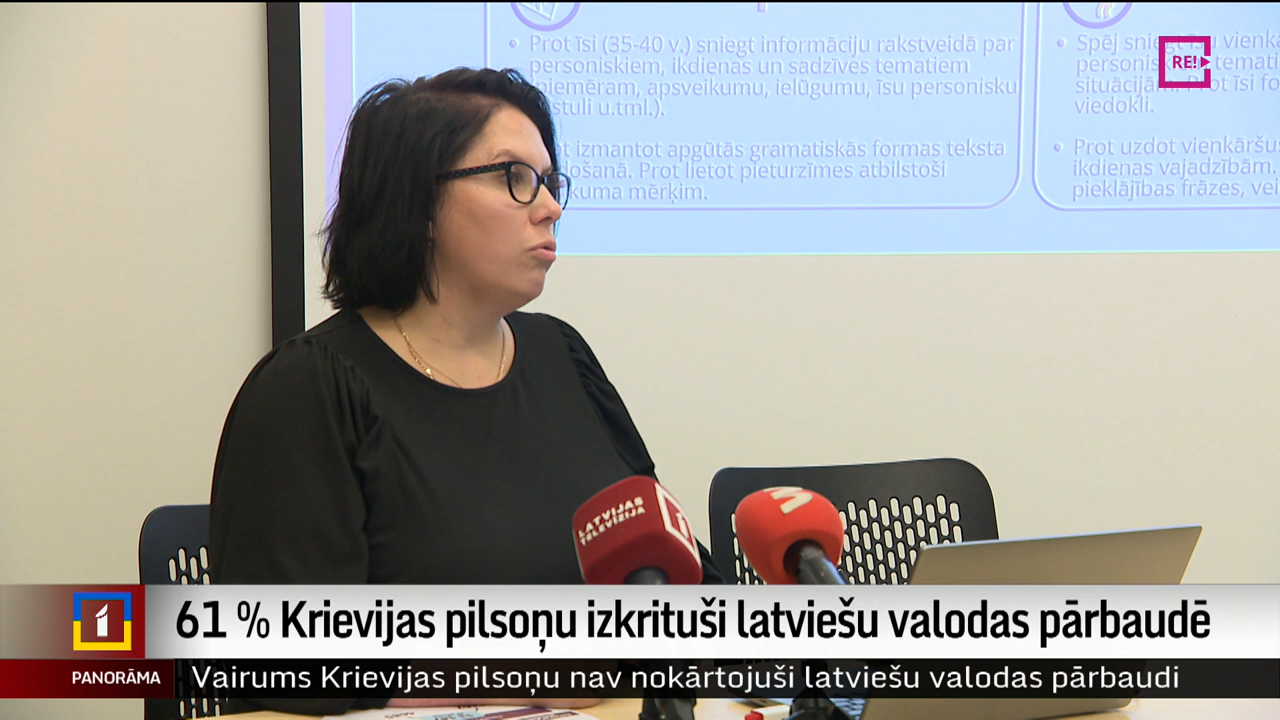 Prot īsi (35-40 v.) sniegt informāciju rakstveidā par
personiskiem, ikdienas un sadzīves tematiem
apsveikumu, ielūgumu, īsu personisku
u.tml.).
izmantot apgūtās gramatiskās formas teksta
Prot lietot pieturzīmes atbilstoši
mērķim.
Spēj
situācijām.
viedokli.
Prot uzdot
ikdienas vajadzībām.
pieklājības frāzes,
RE!
LATVIJAS
TELEVĪZIJA
1
1
61 % Krievijas pilsoņu izkrituši latviešu valodas pārbaudē
PANORĀMA
Vairums Krievijas pilsoņu nav nokārtojuši latviešu valodas pārbaudi